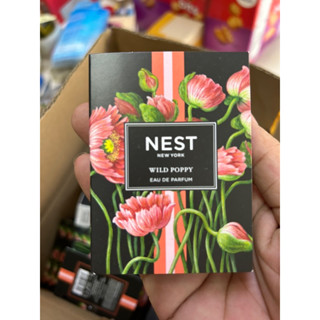 NEST
NEW YORK
WILD POPPY
EAU DE PARFUM